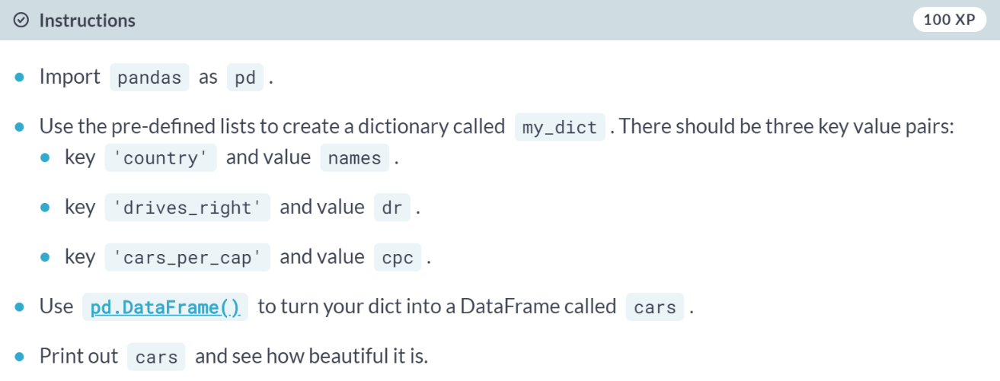 Instructions
100 XP
Import pandas as pd .
Use the pre-defined lists to create a dictionary called my_dict . There should be three key value pairs:
key 'country' and value names .
key 'drives_right' and value dr .
key 'cars_per_cap' and value cpc .
Use pd.DataFrame() to turn your dict into a DataFrame called cars .
Print out cars and see how beautiful it is.